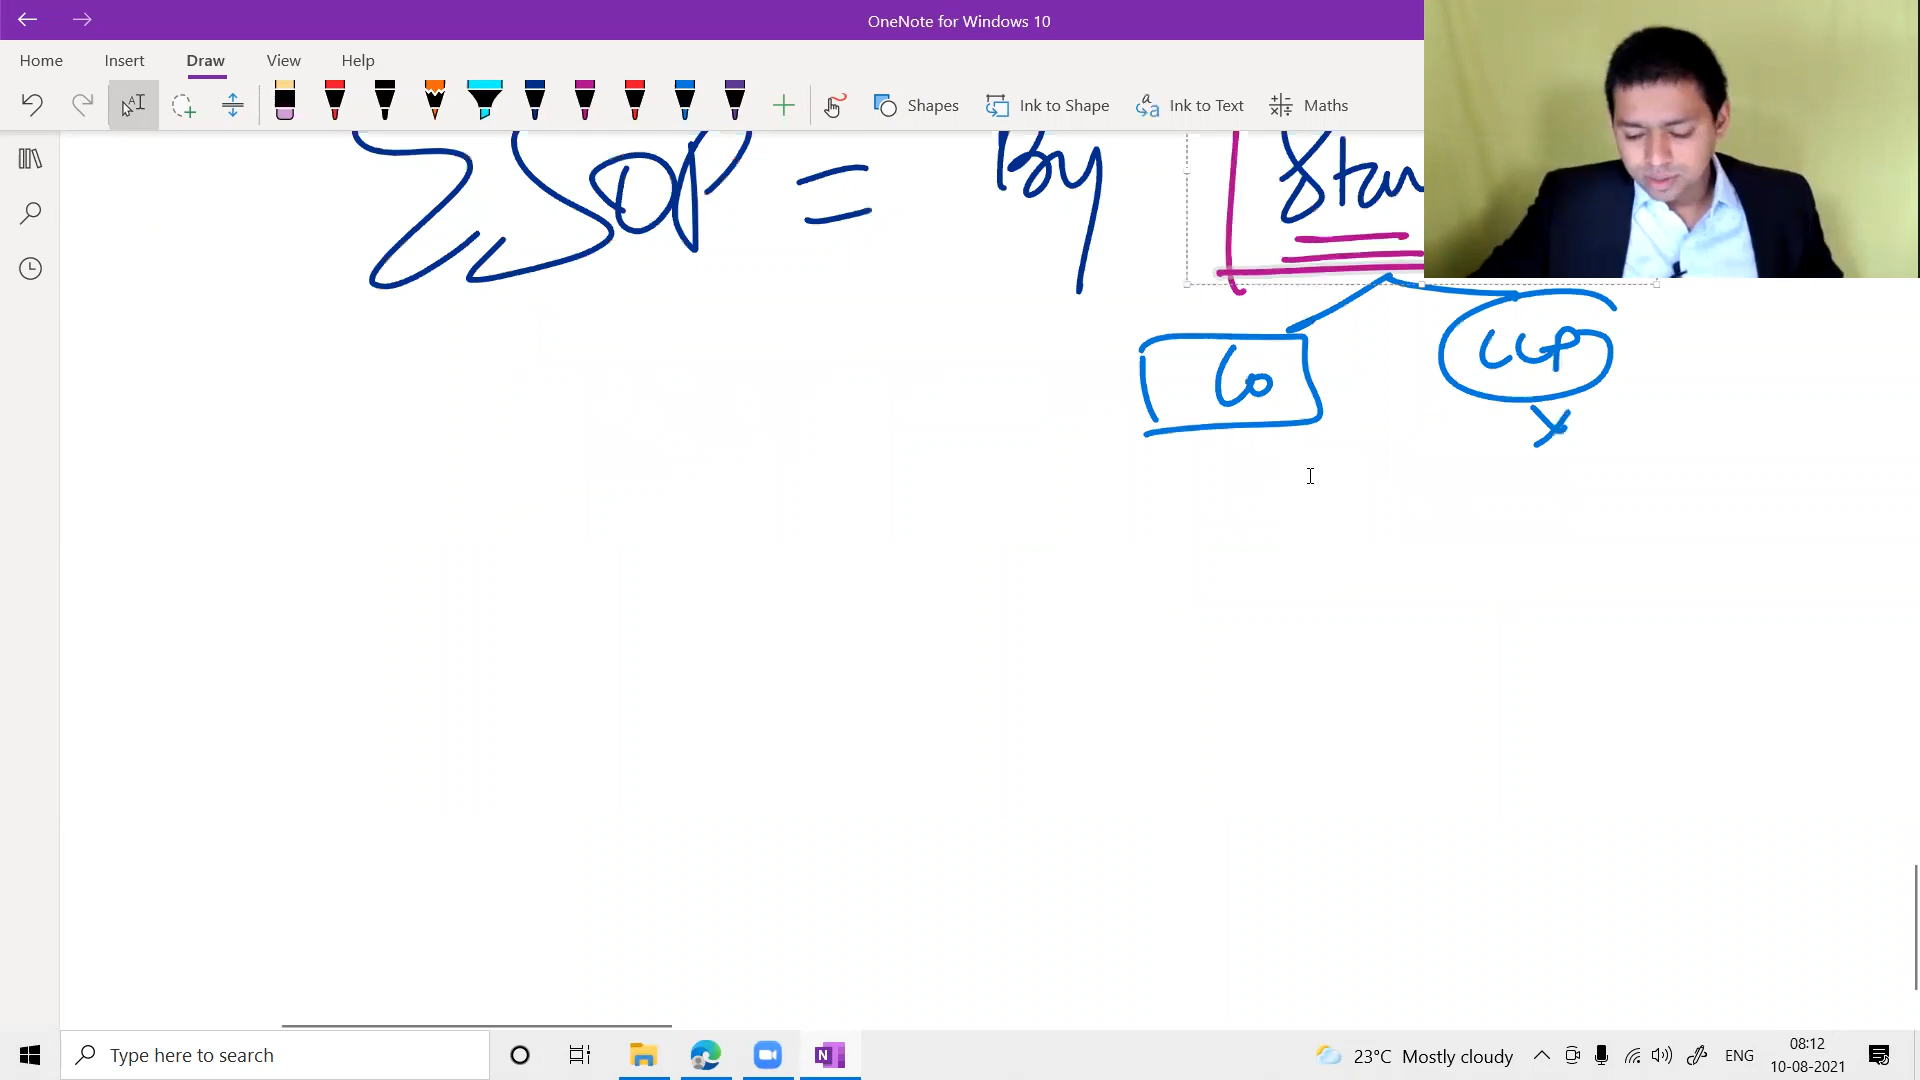 OneNote for Windows 10
Home Insert Draw View Help
Shapes Ink to Shape Ink to Text Maths
ESOP = By
Co
LLP
X
Type here to search
23°C Mostly cloudy
ENG
08:12
10-08-2021